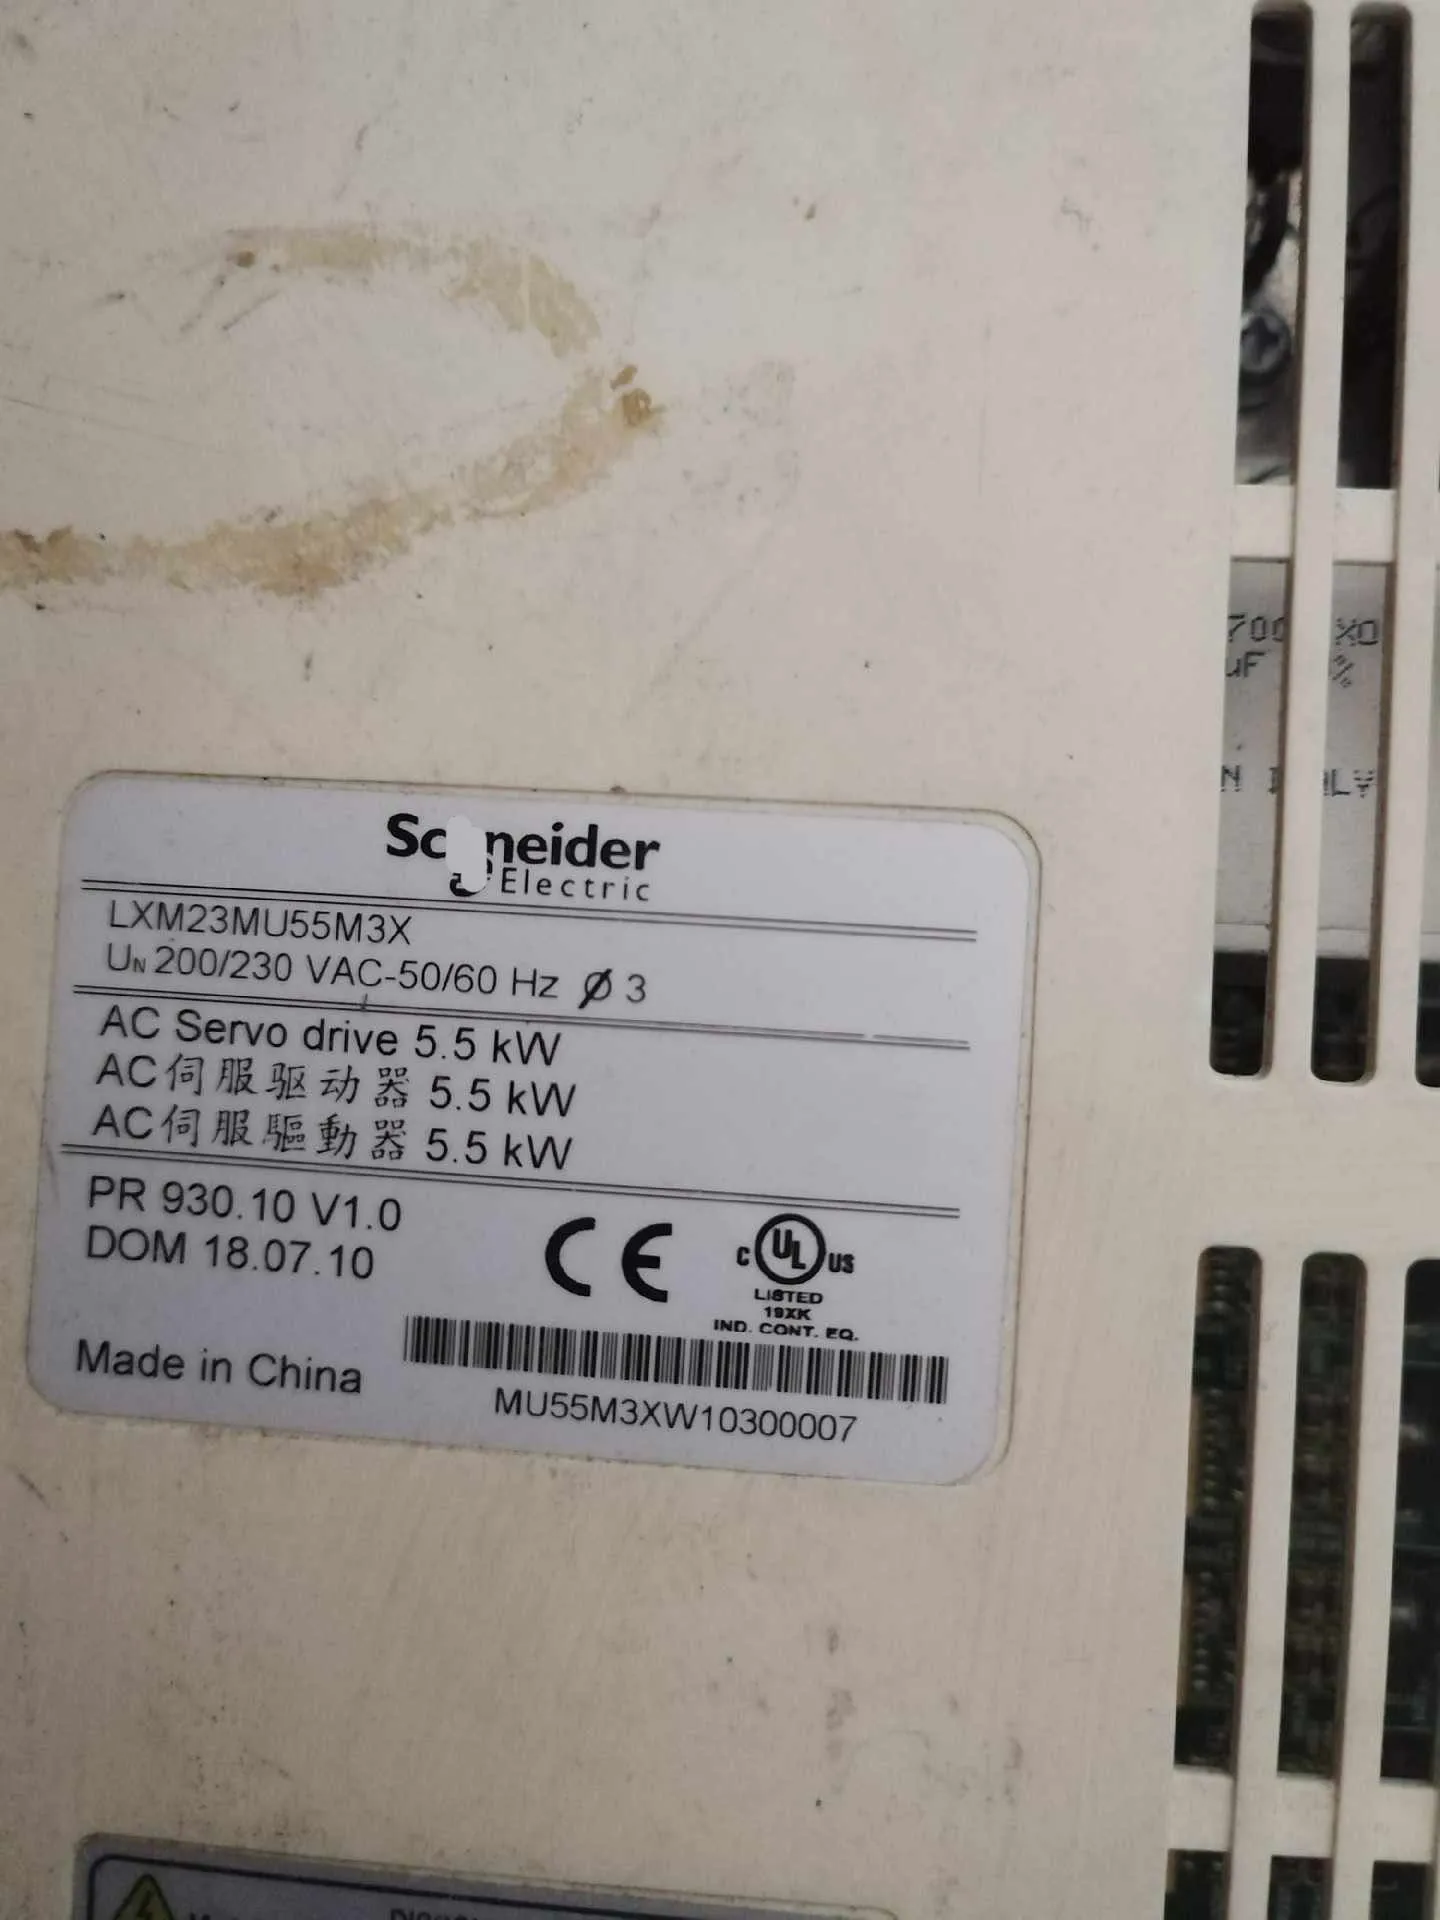 Schneider
Electric
LXM23MU55M3X
UN 200/230 VAC-50/60 Hz Ø 3
AC Servo drive 5.5 kW
AC伺服驱动器 5.5 kW
AC伺服驅動器 5.5 kW
PR 930.10 V1.0
DOM 18.07.10
CE
C UL US
LISTED
19XK
IND. CONT. EQ.
Made in China
MU55M3XW10300007
uF
%